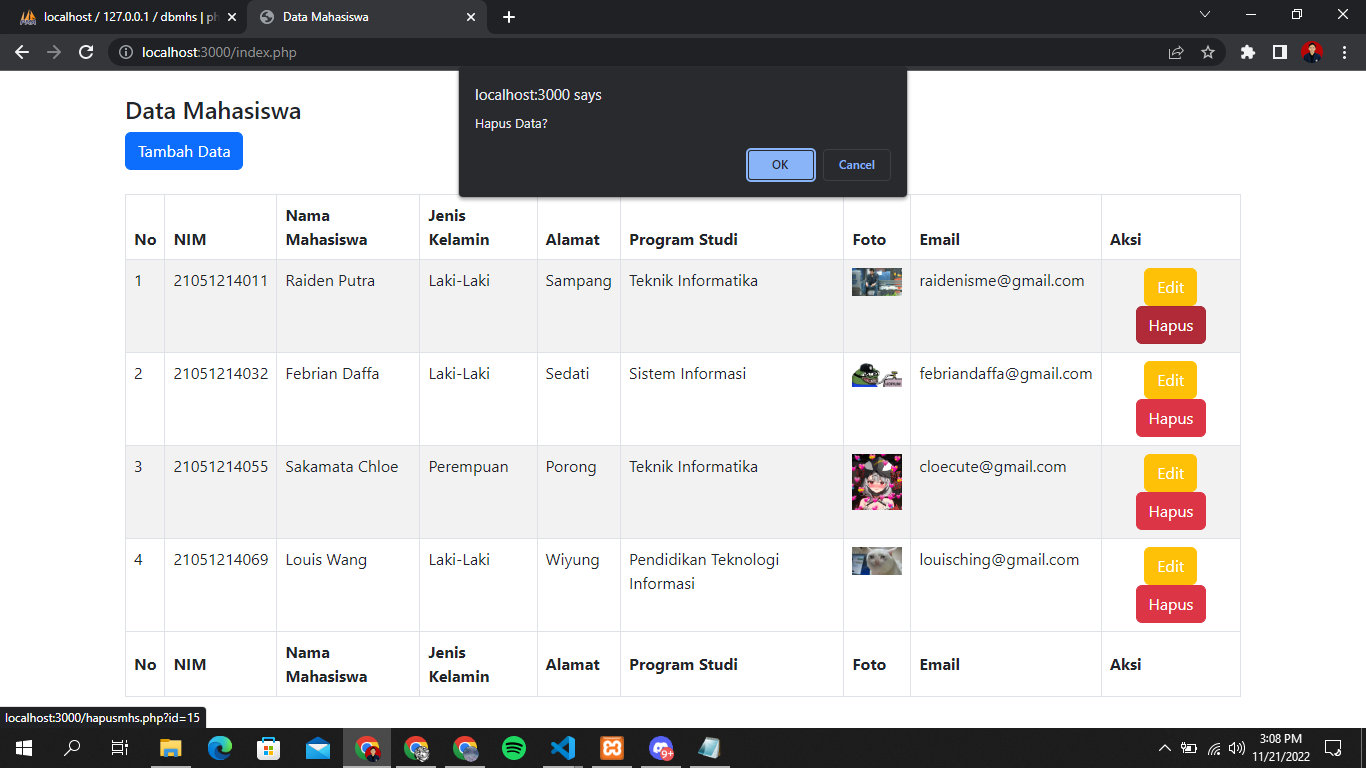 localhost / 127.0.0.1 / dbmhs | ph
Data Mahasiswa
localhost:3000/index.php
localhost:3000 says
Hapus Data?
OK
Cancel
Data Mahasiswa
Tambah Data
No NIM Nama Mahasiswa Jenis Kelamin Alamat Program Studi Foto Email Aksi
1 21051214011 Raiden Putra Laki-Laki Sampang Teknik Informatika raidenisme@gmail.com Edit
Hapus
2 21051214032 Febrian Daffa Laki-Laki Sedati Sistem Informasi febriandaffa@gmail.com Edit
Hapus
3 21051214055 Sakamata Chloe Perempuan Porong Teknik Informatika cloecute@gmail.com Edit
Hapus
4 21051214069 Louis Wang Laki-Laki Wiyung Pendidikan Teknologi Informasi louisching@gmail.com Edit
Hapus
No NIM Nama Mahasiswa Jenis Kelamin Alamat Program Studi Foto Email Aksi
localhost:3000/hapusmhs.php?id=15
9+
3:08 PM
11/21/2022